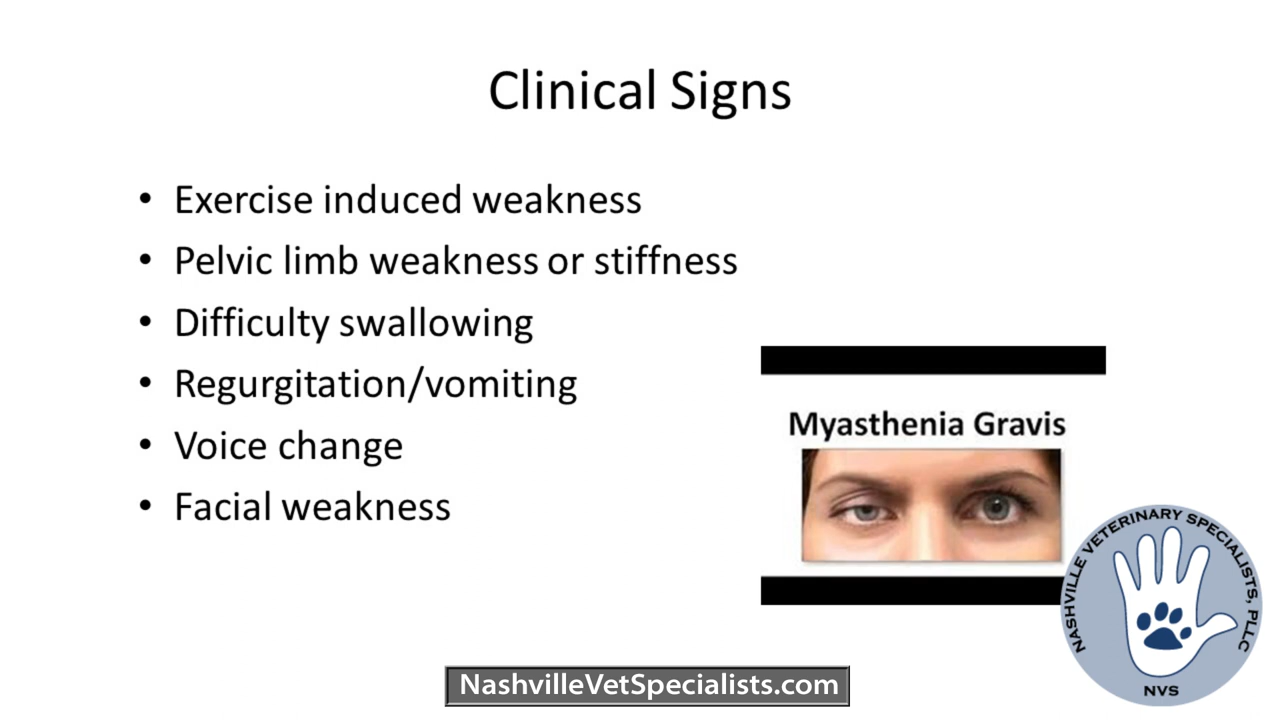 Clinical Signs
• Exercise induced weakness
• Pelvic limb weakness or stiffness
• Difficulty swallowing
• Regurgitation/vomiting
• Voice change
• Facial weakness
Myasthenia Gravis
NASHVILLE VETERINARY SPECIALISTS, PLLC
NVS
NashvilleVetSpecialists.com